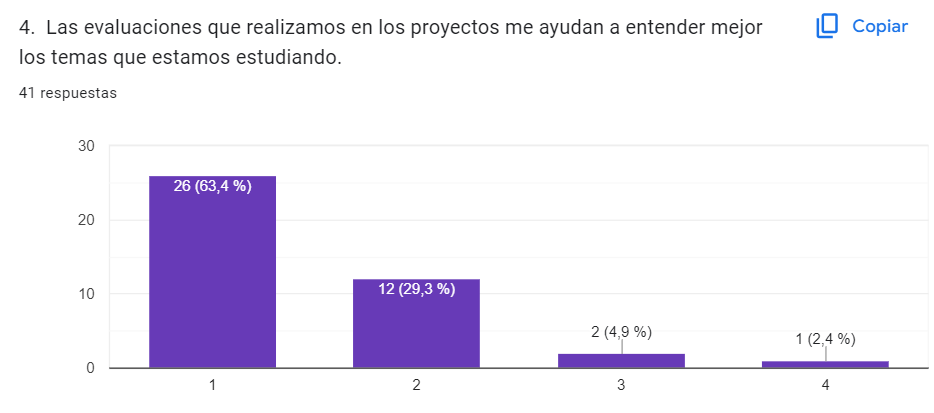 4.  Las evaluaciones que realizamos en los proyectos me ayudan a entender mejor
los temas que estamos estudiando.
Copiar
41 respuestas
30
20
10
0
26 (63,4 %)
12 (29,3 %)
2 (4,9 %)
1 (2,4 %)
1
2
3
4